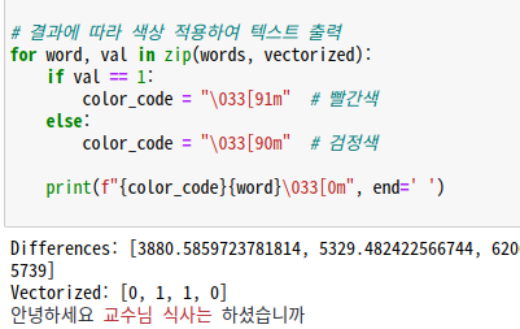 # 결과에 따라 색상 적용하여 텍스트 출력
for word, val in zip(words, vectorized):
    if val == 1:
        color_code = "\033[91m"  # 빨간색
    else:
        color_code = "\033[90m"  # 검정색

    print(f"{color_code}{word}\033[0m", end=' ')
Differences: [3880.5859723781814, 5329.482422566744, 620
5739]
Vectorized: [0, 1, 1, 0]
안녕하세요 교수님 식사는 하셨습니까